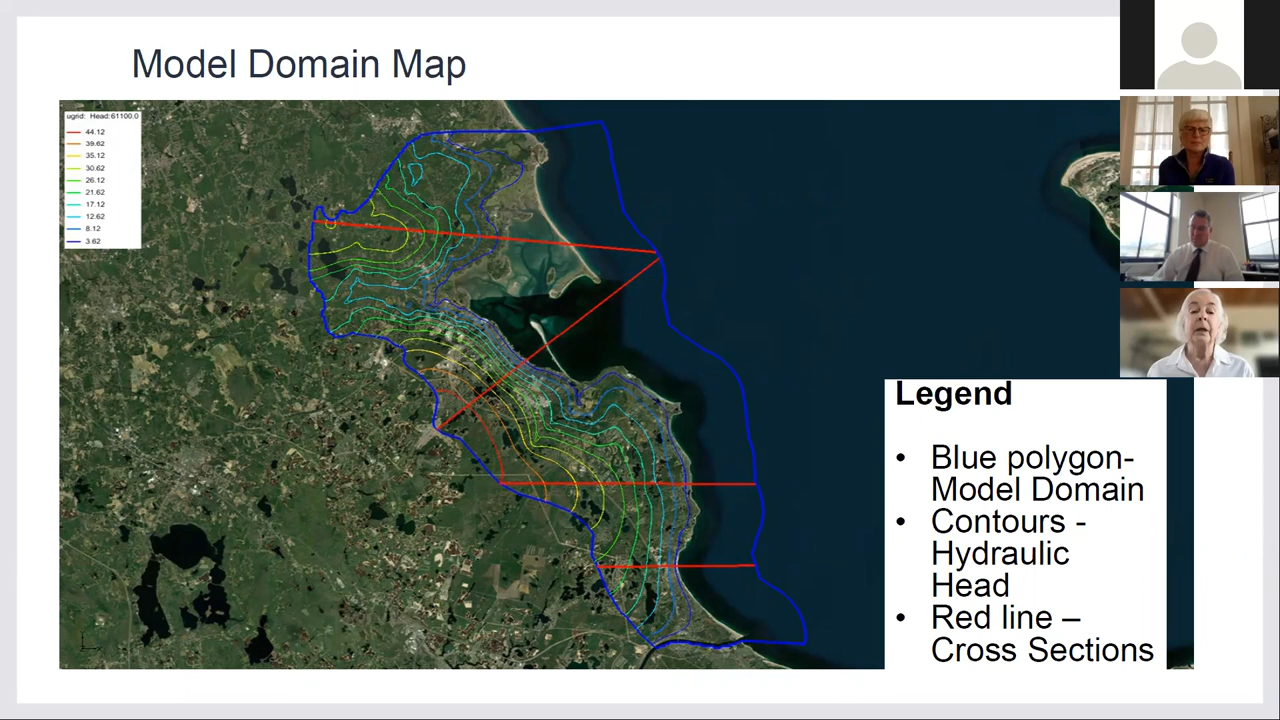 Model Domain Map
ugrid: Head:61100.0
44.12
39.62
35.12
30.62
26.12
21.62
17.12
12.62
8.12
3.62
Legend
• Blue polygon-
Model Domain
• Contours -
Hydraulic
Head
• Red line –
Cross Sections